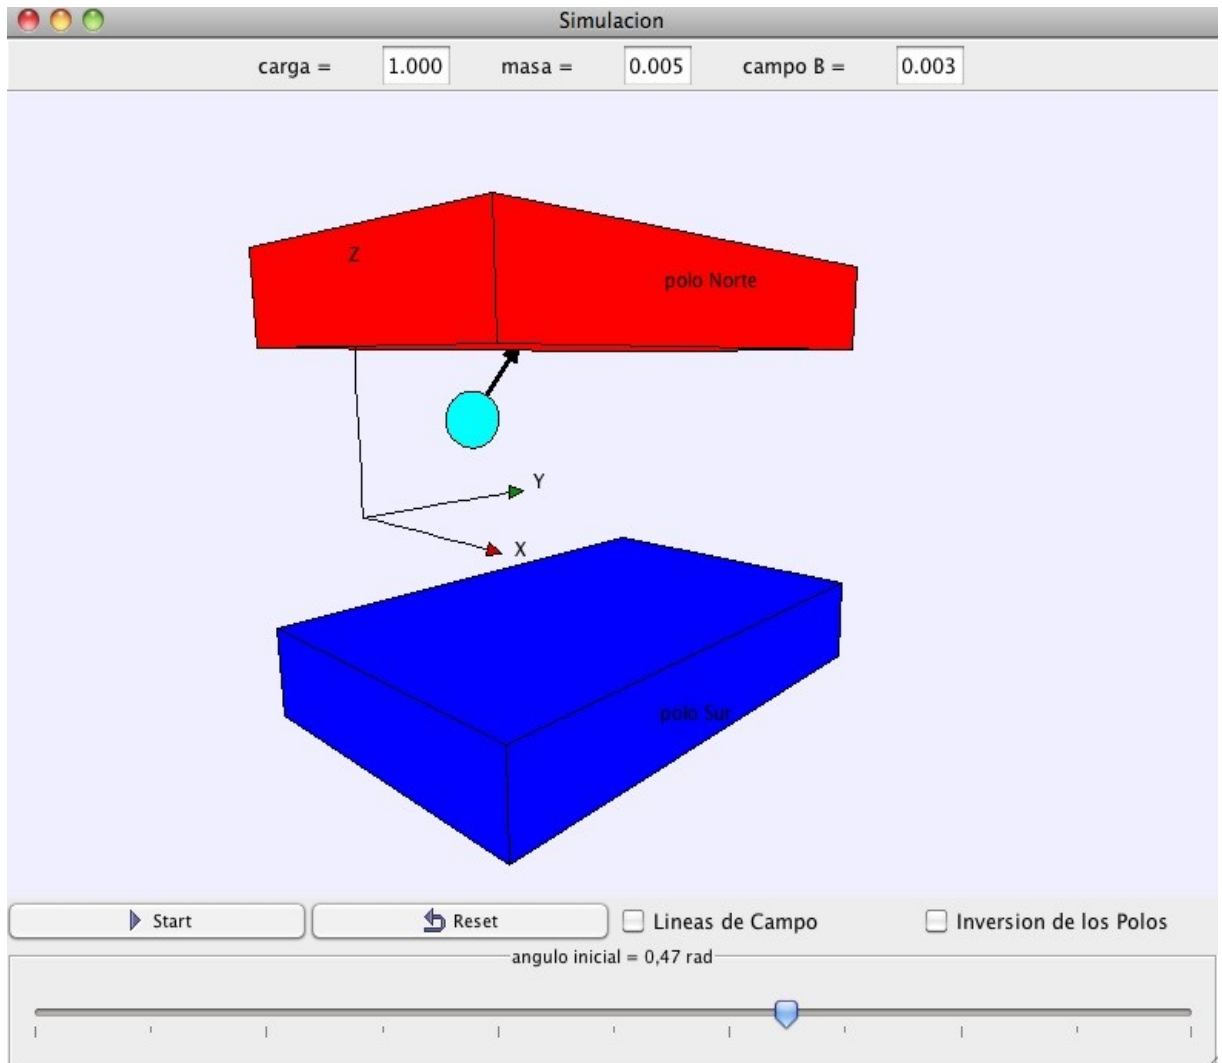 Simulacion
carga = 1.000 masa = 0.005 campo B = 0.003
Z
polo Norte
Y
X
polo Sur
Start Reset Lineas de Campo Inversion de los Polos
angulo inicial = 0,47 rad